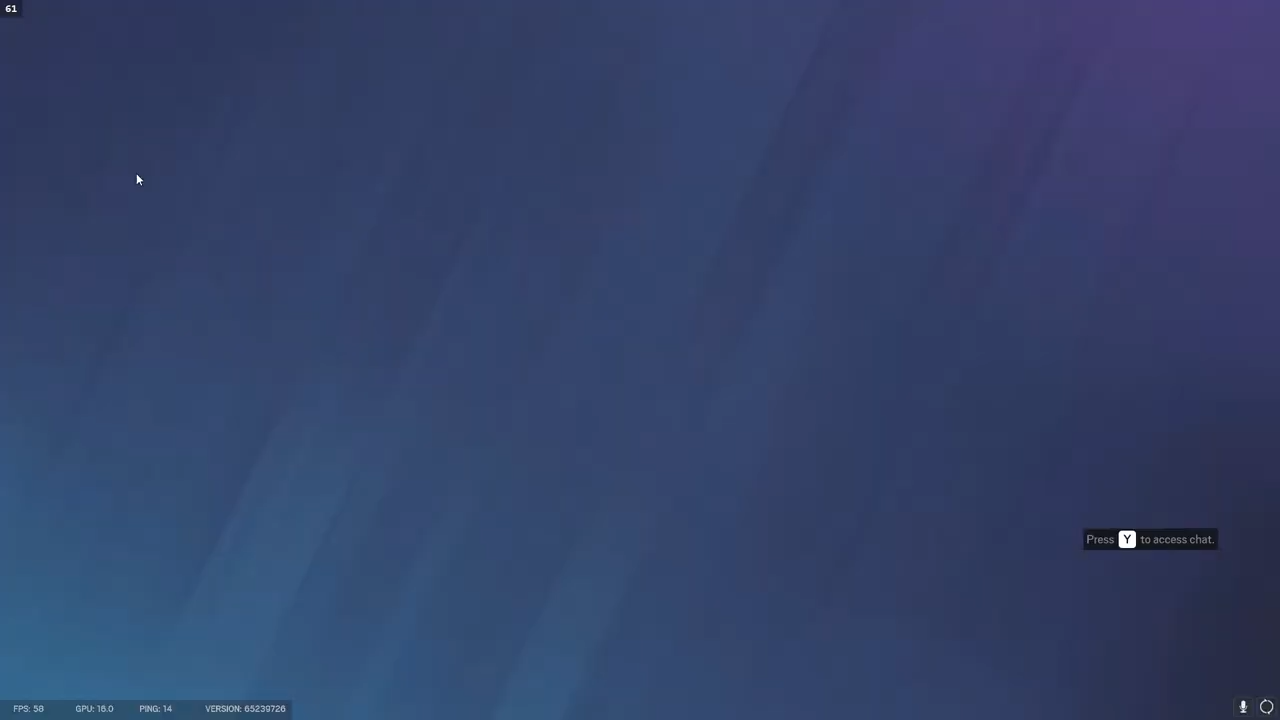 61
Press Y to access chat.
FPS: 58 GPU: 15.0 PING: 14 VERSION: 65239726